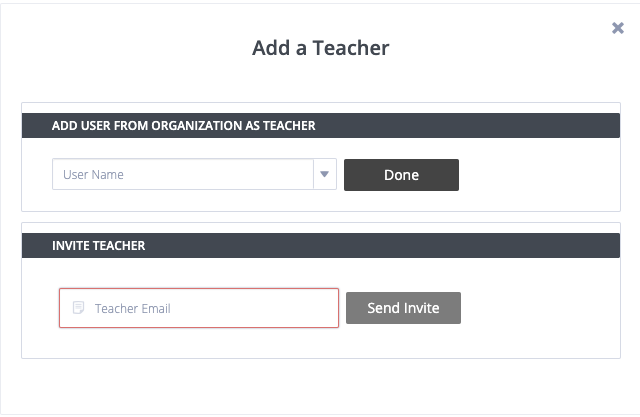 Add a Teacher
ADD USER FROM ORGANIZATION AS TEACHER
User Name
Done
INVITE TEACHER
Teacher Email
Send Invite